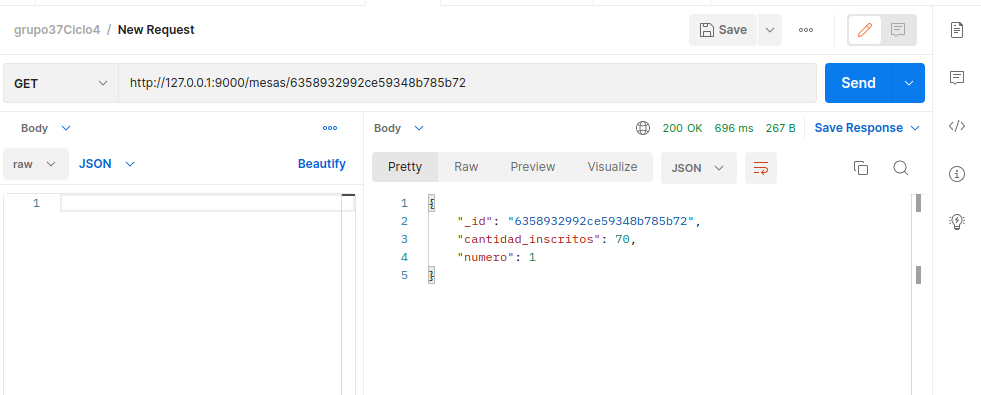 grupo37Ciclo4 / New Request
Save
GET
http://127.0.0.1:9000/mesas/6358932992ce59348b785b72
Send
Body
Body
200 OK 696 ms 267 B Save Response
raw JSON Beautify
Pretty Raw Preview Visualize JSON
1
1 {
2 "_id": "6358932992ce59348b785b72",
3 "cantidad_inscritos": 70,
4 "numero": 1
5 }